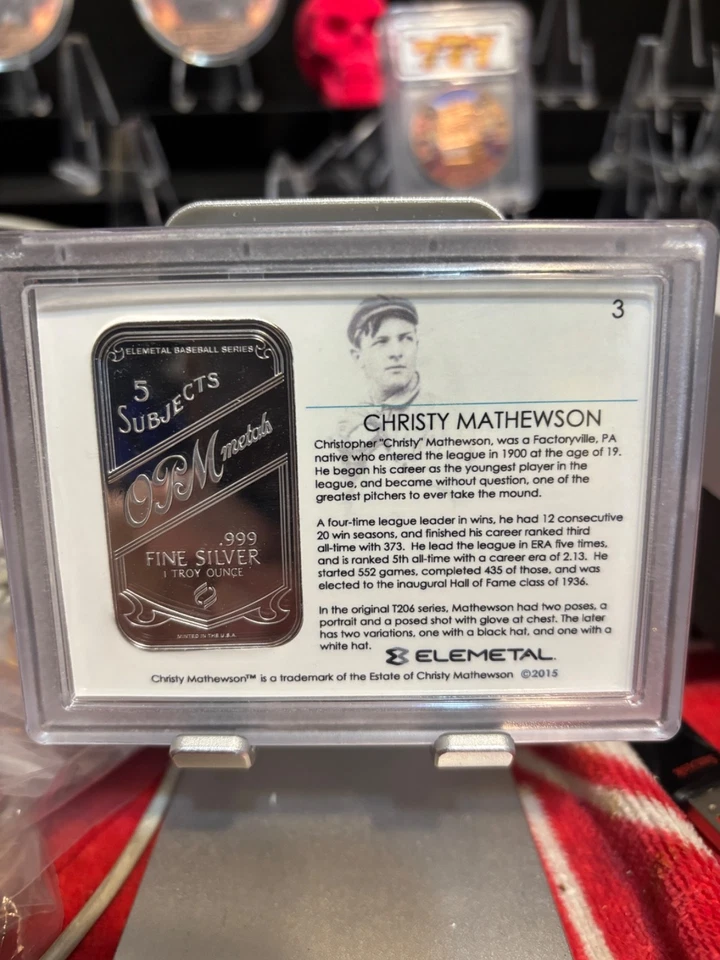 777
3
ELEMETAL BASEBALL SERIES
5
SUBJECTS
OPM metals
.999
FINE SILVER
1 TROY OUNCE
MINTED IN THE U.S.A
CHRISTY MATHEWSON
Christopher "Christy" Mathewson, was a Factoryville, PA
native who entered the league in 1900 at the age of 19.
He began his career as the youngest player in the
league, and became without question, one of the
greatest pitchers to ever take the mound.
A four-time league leader in wins, he had 12 consecutive
20 win seasons, and finished his career ranked third
all-time with 373. He lead the league in ERA five times,
and is ranked 5th all-time with a career era of 2.13. He
started 552 games, completed 435 of those, and was
elected to the inaugural Hall of Fame class of 1936.
In the original T206 series, Mathewson had two poses, a
portrait and a posed shot with glove at chest. The later
has two variations, one with a black hat, and one with a
white hat.
ELEMETAL.
Christy Mathewson™ is a trademark of the Estate of Christy Mathewson ©2015